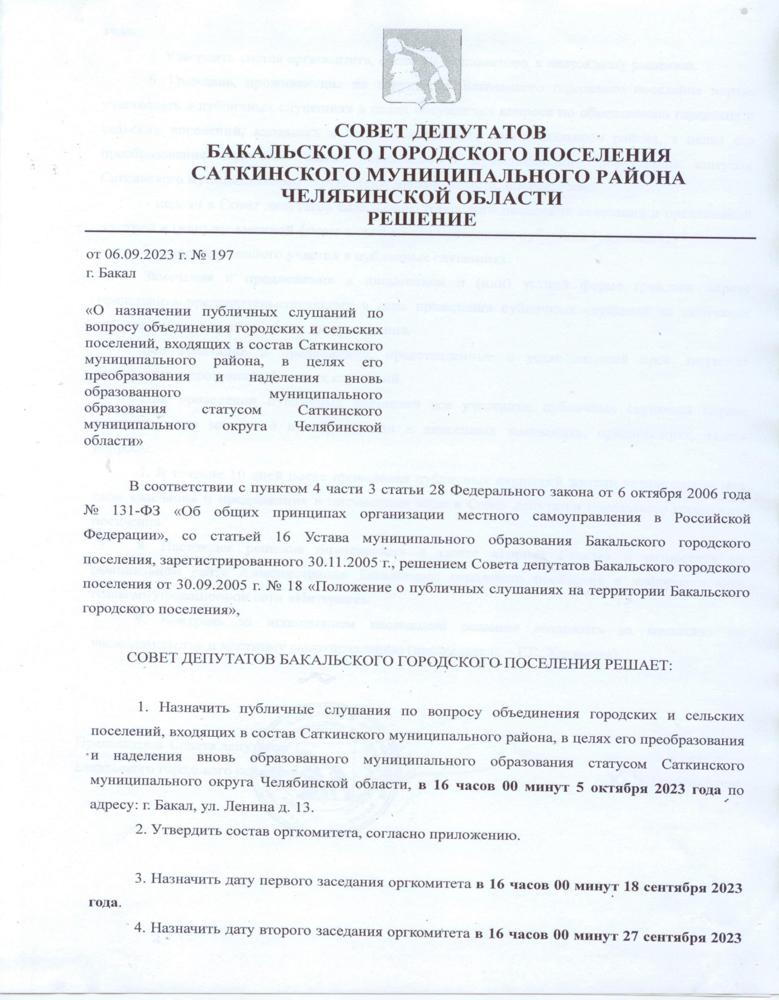 СОВЕТ ДЕПУТАТОВ
БАКАЛЬСКОГО ГОРОДСКОГО ПОСЕЛЕНИЯ
САТКИНСКОГО МУНИЦИПАЛЬНОГО РАЙОНА
ЧЕЛЯБИНСКОЙ ОБЛАСТИ
РЕШЕНИЕ
от 06.09.2023 г. № 197
г. Бакал
«О назначении публичных слушаний по
вопросу объединения городских и сельских
поселений, входящих в состав Саткинского
муниципального района, в целях его
преобразования и наделения вновь
образованного муниципального
образования статусом Саткинского
муниципального округа Челябинской
области»
В соответствии с пунктом 4 части 3 статьи 28 Федерального закона от 6 октября 2006 года
№ 131-ФЗ «Об общих принципах организации местного самоуправления в Российской
Федерации», со статьей 16 Устава муниципального образования Бакальского городского
поселения, зарегистрированного 30.11.2005 г., решением Совета депутатов Бакальского городского
поселения от 30.09.2005 г. № 18 «Положение о публичных слушаниях на территории Бакальского
городского поселения»,
СОВЕТ ДЕПУТАТОВ БАКАЛЬСКОГО ГОРОДСКОГО ПОСЕЛЕНИЯ РЕШАЕТ:
1. Назначить публичные слушания по вопросу объединения городских и сельских
поселений, входящих в состав Саткинского муниципального района, в целях его преобразования
и наделения вновь образованного муниципального образования статусом Саткинского
муниципального округа Челябинской области, в 16 часов 00 минут 5 октября 2023 года по
адресу: г. Бакал, ул. Ленина д. 13.
2. Утвердить состав оргкомитета, согласно приложению.
3. Назначить дату первого заседания оргкомитета в 16 часов 00 минут 18 сентября 2023
года.
4. Назначить дату второго заседания оргкомитета в 16 часов 00 минут 27 сентября 2023